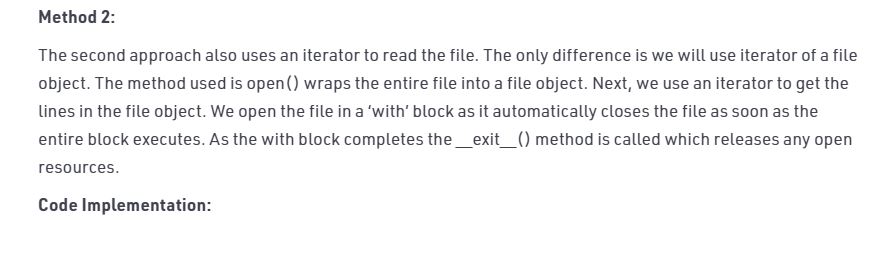 Method 2:
The second approach also uses an iterator to read the file. The only difference is we will use iterator of a file
object. The method used is open() wraps the entire file into a file object. Next, we use an iterator to get the
lines in the file object. We open the file in a ‘with’ block as it automatically closes the file as soon as the
entire block executes. As the with block completes the __exit__() method is called which releases any open
resources.
Code Implementation: